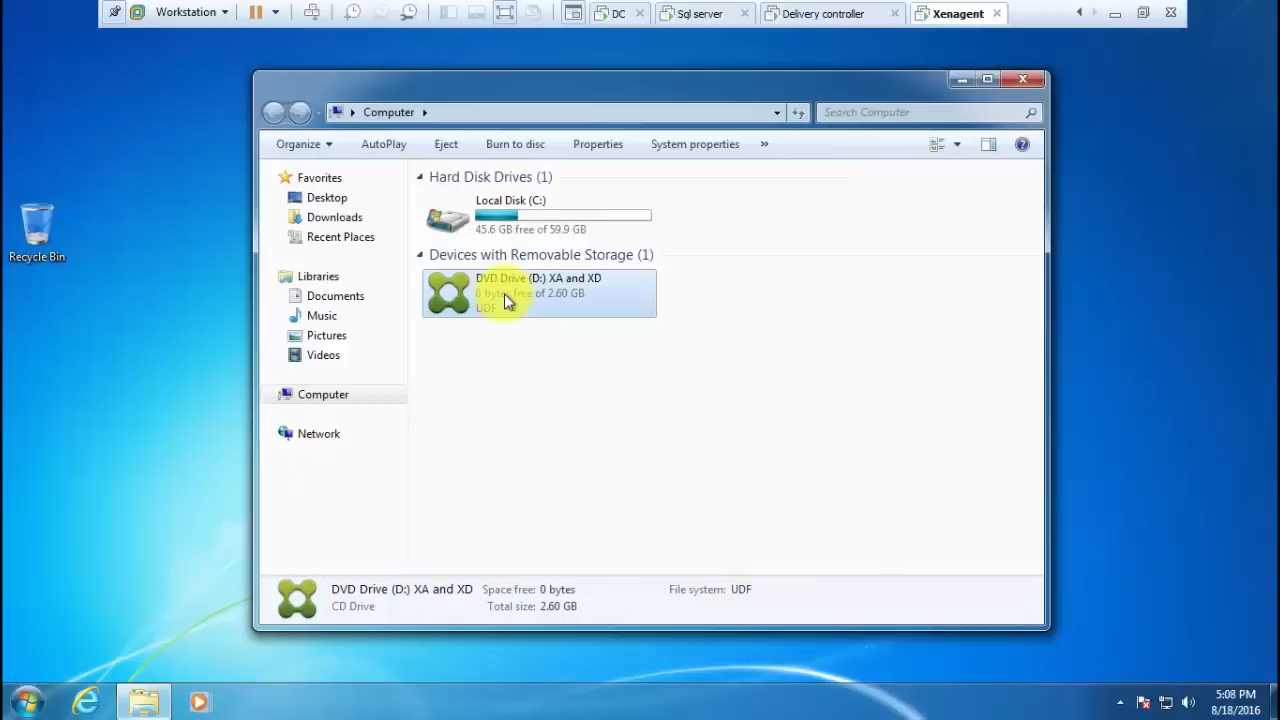 Workstation
DC
Sql server
Delivery controller
Xenagent
Computer
Search Computer
Organize
AutoPlay
Eject
Burn to disc
Properties
System properties
»
Favorites
Desktop
Downloads
Recent Places
Libraries
Documents
Music
Pictures
Videos
Computer
Network
Hard Disk Drives (1)
Local Disk (C:)
45.6 GB free of 59.9 GB
Devices with Removable Storage (1)
DVD Drive (D:) XA and XD
0 bytes free of 2.60 GB
UDF
DVD Drive (D:) XA and XD
Space free: 0 bytes
File system: UDF
CD Drive
Total size: 2.60 GB
Recycle Bin
5:08 PM
8/18/2016